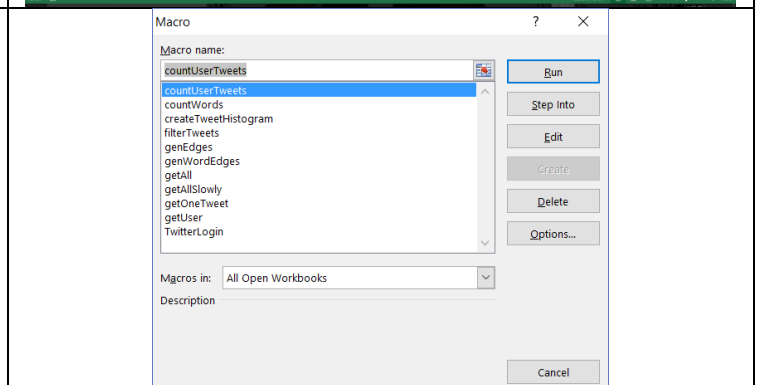 Macro ? ×
Macro name:
countUserTweets
Run
countUserTweets
countWords
createTweetHistogram
filterTweets
genEdges
genWordEdges
getAll
getAllSlowly
getOneTweet
getUser
TwitterLogin
Step Into
Edit
Create
Delete
Options...
Macros in: All Open Workbooks
Description
Cancel